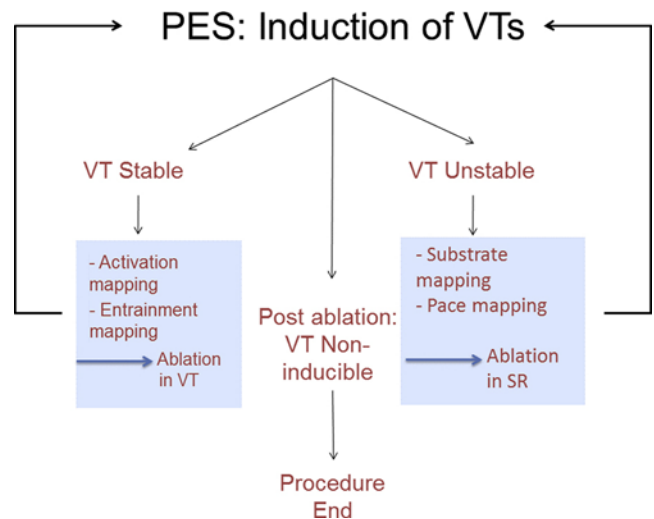 PES: Induction of VTs
VT Stable
- Activation
mapping
- Entrainment
mapping
Ablation
in VT
Post ablation:
VT Non-
inducible
Procedure
End
VT Unstable
- Substrate
mapping
- Pace mapping
Ablation
in SR